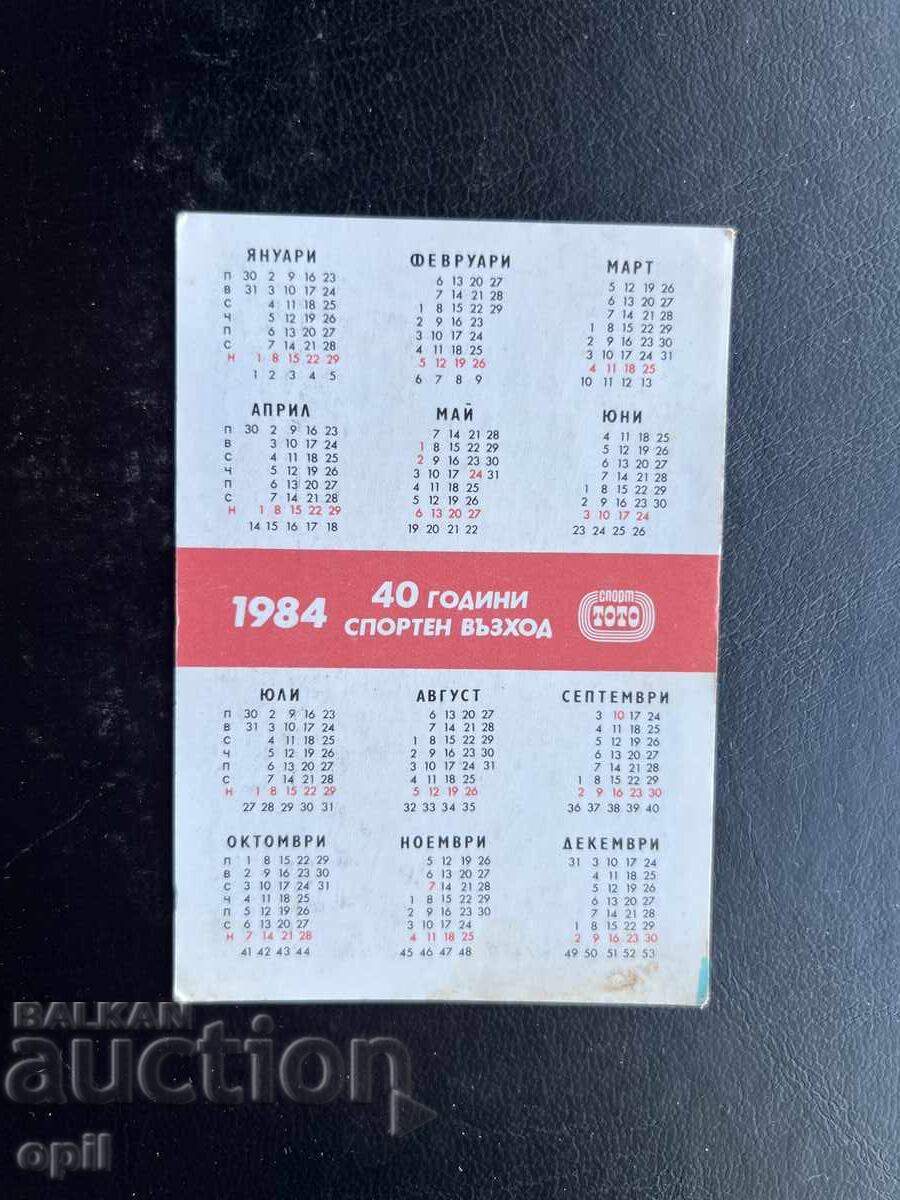 ЯНУАРИ
П 30 2 9 16 23
В 31 3 10 17 24
С 4 11 18 25
Ч 5 12 19 26
П 6 13 20 27
С 7 14 21 28
Н 1 8 15 22 29
1 2 3 4 5
ФЕВРУАРИ
6 13 20 27
7 14 21 28
1 8 15 22 29
2 9 16 23
3 10 17 24
4 11 18 25
5 12 19 26
6 7 8 9
МАРТ
5 12 19 26
6 13 20 27
7 14 21 28
1 8 15 22 29
2 9 16 23 30
3 10 17 24 31
4 11 18 25
10 11 12 13
АПРИЛ
П 30 2 9 16 23
В 3 10 17 24
С 4 11 18 25
Ч 5 12 19 26
П 6 13 20 27
С 7 14 21 28
Н 1 8 15 22 29
14 15 16 17 18
МАЙ
7 14 21 28
1 8 15 22 29
2 9 16 23 30
3 10 17 24 31
4 11 18 25
5 12 19 26
6 13 20 27
19 20 21 22
ЮНИ
4 11 18 25
5 12 19 26
6 13 20 27
7 14 21 28
1 8 15 22 29
2 9 16 23 30
3 10 17 24
23 24 25 26
1984
40 ГОДИНИ
СПОРТЕН ВЪЗХОД
спорт
ТОТО
ЮЛИ
П 30 2 9 16 23
В 31 3 10 17 24
С 4 11 18 25
Ч 5 12 19 26
П 6 13 20 27
С 7 14 21 28
Н 1 8 15 22 29
27 28 29 30 31
АВГУСТ
6 13 20 27
7 14 21 28
1 8 15 22 29
2 9 16 23 30
3 10 17 24 31
4 11 18 25
5 12 19 26
32 33 34 35
СЕПТЕМВРИ
3 10 17 24
4 11 18 25
5 12 19 26
6 13 20 27
7 14 21 28
1 8 15 22 29
2 9 16 23 30
36 37 38 39 40
ОКТОМВРИ
П 1 8 15 22 29
В 2 9 16 23 30
С 3 10 17 24 31
Ч 4 11 18 25
П 5 12 19 26
С 6 13 20 27
Н 7 14 21 28
41 42 43 44
НОЕМВРИ
5 12 19 26
6 13 20 27
7 14 21 28
1 8 15 22 29
2 9 16 23 30
3 10 17 24
4 11 18 25
45 46 47 48
ДЕКЕМВРИ
31 3 10 17 24
4 11 18 25
5 12 19 26
6 13 20 27
7 14 21 28
1 8 15 22 29
2 9 16 23 30
49 50 51 52 53
BALKAN
auction
opil